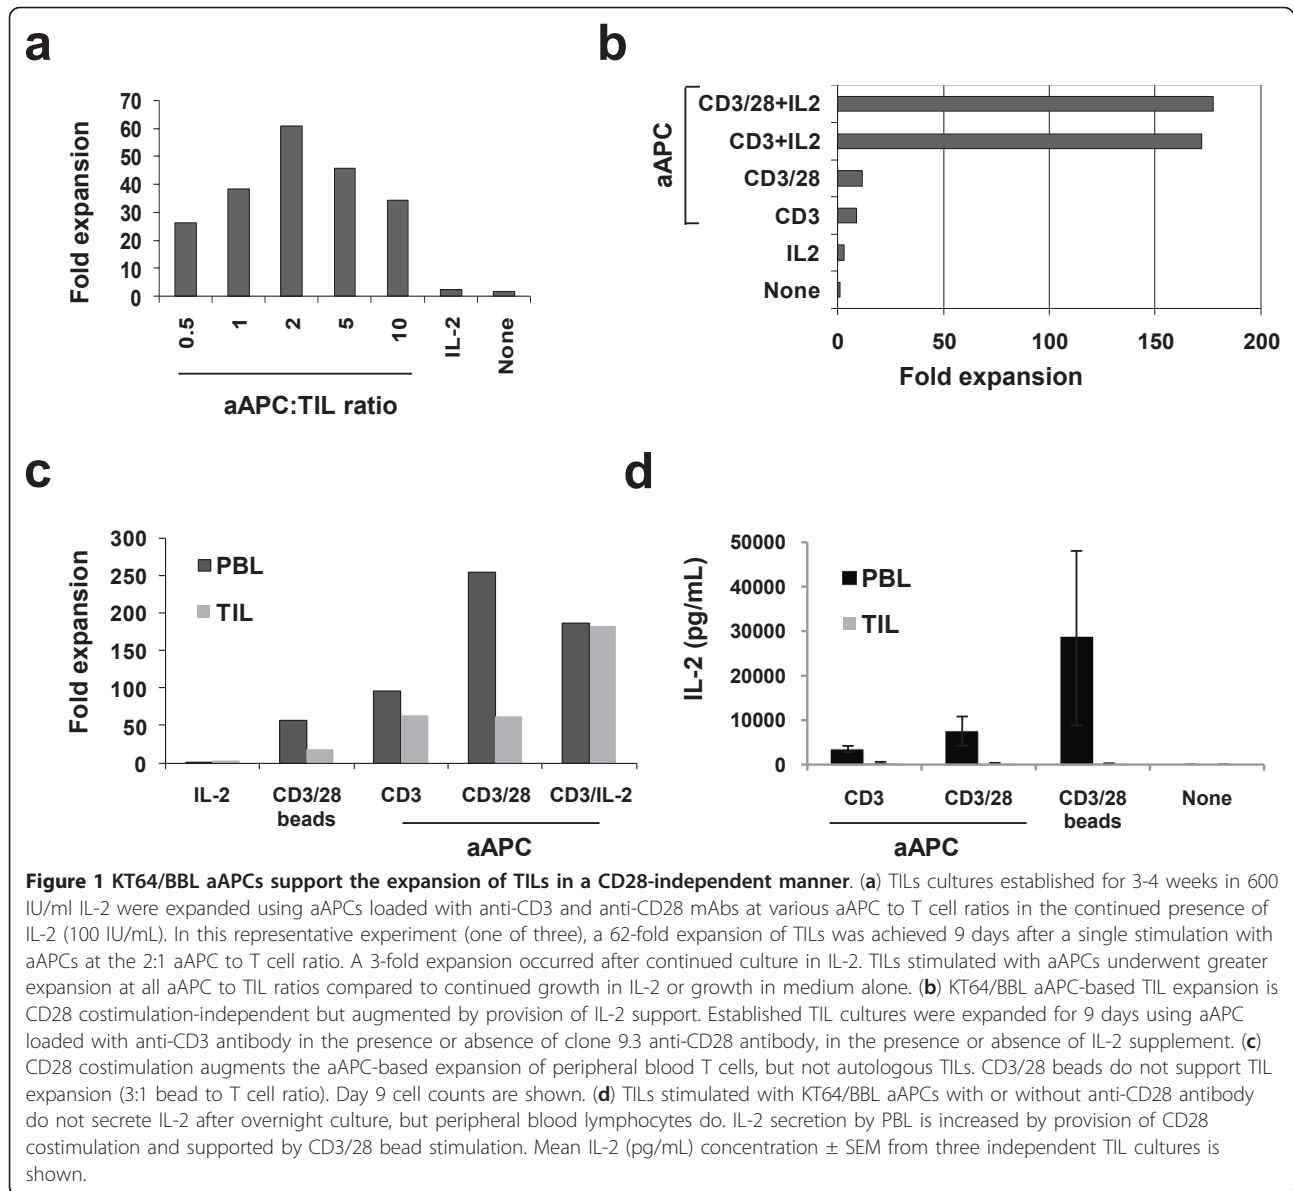 a
70
60
50
40
30
20
10
0
Fold expansion
0.5
1
2
5
10
IL-2
None
aAPC:TIL ratio
b
aAPC
CD3/28+IL2
CD3+IL2
CD3/28
CD3
IL2
None
0 50 100 150 200
Fold expansion
c
300
250
200
150
100
50
0
Fold expansion
PBL
TIL
IL-2 CD3/28 CD3 CD3/28 CD3/IL-2
beads
aAPC
d
50000
40000
30000
20000
10000
0
IL-2 (pg/mL)
PBL
TIL
CD3 CD3/28 CD3/28 None
beads
aAPC
Figure 1 KT64/BBL aAPCs support the expansion of TILs in a CD28-independent manner. (a) TILs cultures established for 3-4 weeks in 600
IU/ml IL-2 were expanded using aAPCs loaded with anti-CD3 and anti-CD28 mAbs at various aAPC to T cell ratios in the continued presence of
IL-2 (100 IU/mL). In this representative experiment (one of three), a 62-fold expansion of TILs was achieved 9 days after a single stimulation with
aAPCs at the 2:1 aAPC to T cell ratio. A 3-fold expansion occurred after continued culture in IL-2. TILs stimulated with aAPCs underwent greater
expansion at all aAPC to TIL ratios compared to continued growth in IL-2 or growth in medium alone. (b) KT64/BBL aAPC-based TIL expansion is
CD28 costimulation-independent but augmented by provision of IL-2 support. Established TIL cultures were expanded for 9 days using aAPC
loaded with anti-CD3 antibody in the presence or absence of clone 9.3 anti-CD28 antibody, in the presence or absence of IL-2 supplement. (c)
CD28 costimulation augments the aAPC-based expansion of peripheral blood T cells, but not autologous TILs. CD3/28 beads do not support TIL
expansion (3:1 bead to T cell ratio). Day 9 cell counts are shown. (d) TILs stimulated with KT64/BBL aAPCs with or without anti-CD28 antibody
do not secrete IL-2 after overnight culture, but peripheral blood lymphocytes do. IL-2 secretion by PBL is increased by provision of CD28
costimulation and supported by CD3/28 bead stimulation. Mean IL-2 (pg/mL) concentration ± SEM from three independent TIL cultures is
shown.